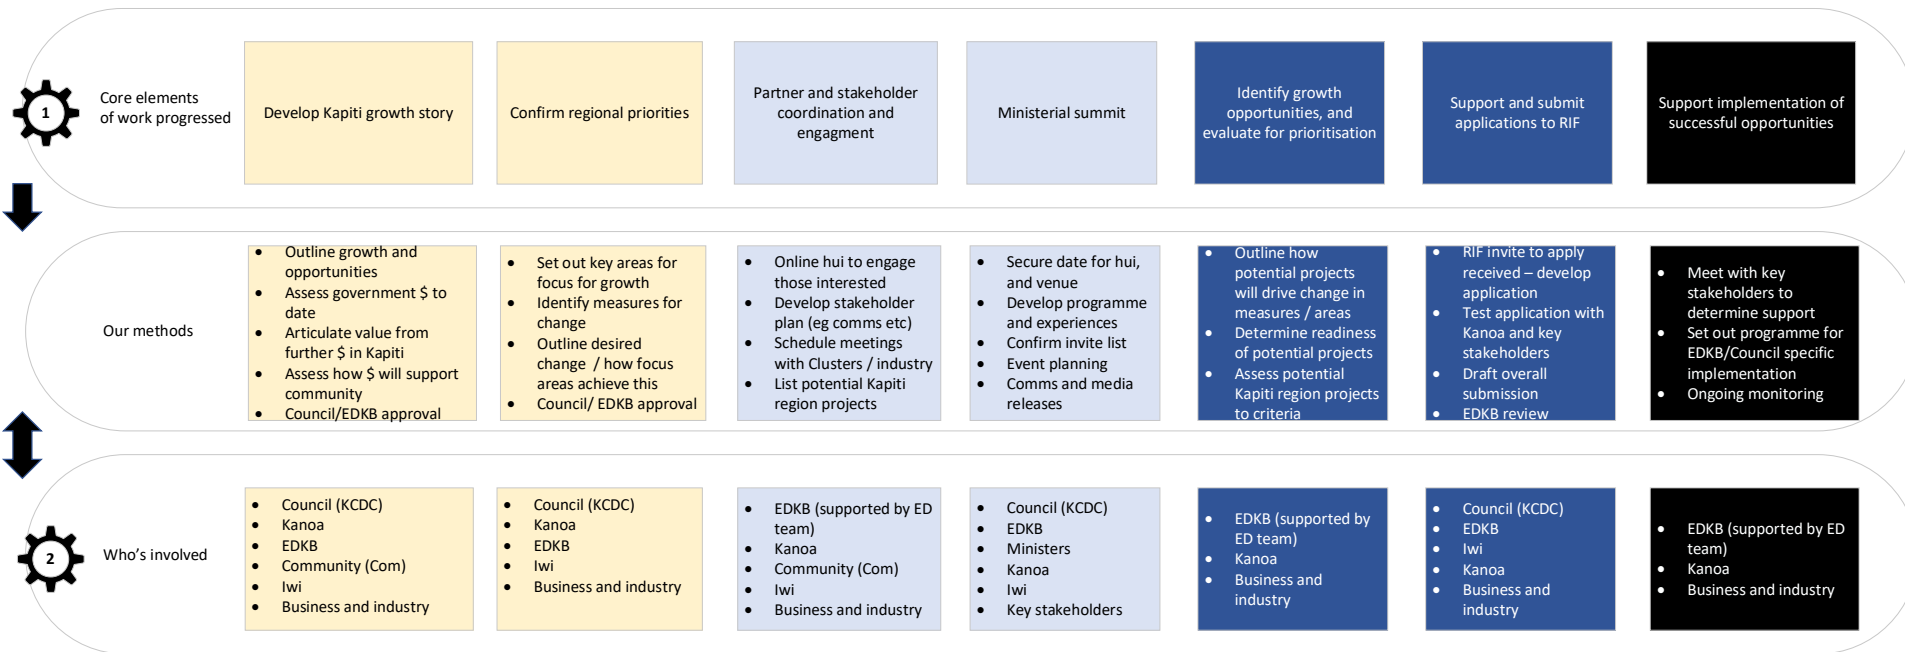 1
Core elements
of work progressed
Develop Kapiti growth story
Confirm regional priorities
Partner and stakeholder
coordination and
engagment
Ministerial summit
Identify growth
opportunities, and
evaluate for prioritisation
Support and submit
applications to RIF
Support implementation of
successful opportunities
Our methods
• Outline growth and
opportunities
• Assess government $ to
date
• Articulate value from
further $ in Kapiti
• Assess how $ will support
community
• Council/EDKB approval
• Set out key areas for
focus for growth
• Identify measures for
change
• Outline desired
change / how focus
areas achieve this
• Council/ EDKB approval
• Online hui to engage
those interested
• Develop stakeholder
plan (eg comms etc)
• Schedule meetings
with Clusters / industry
• List potential Kapiti
region projects
• Secure date for hui,
and venue
• Develop programme
and experiences
• Confirm invite list
• Event planning
• Comms and media
releases
• Outline how
potential projects
will drive change in
measures / areas
• Determine readiness
of potential projects
• Assess potential
Kapiti region projects
to criteria
• RIF invite to apply
received – develop
application
• Test application with
Kanoa and key
stakeholders
• Draft overall
submission
• EDKB review
• Meet with key
stakeholders to
determine support
• Set out programme for
EDKB/Council specific
implementation
• Ongoing monitoring
2
Who's involved
• Council (KCDC)
• Kanoa
• EDKB
• Community (Com)
• Iwi
• Business and industry
• Council (KCDC)
• Kanoa
• EDKB
• Iwi
• Business and industry
• EDKB (supported by ED
team)
• Kanoa
• Community (Com)
• Iwi
• Business and industry
• Council (KCDC)
• EDKB
• Ministers
• Kanoa
• Iwi
• Key stakeholders
• EDKB (supported by
ED team)
• Kanoa
• Business and
industry
• Council (KCDC)
• EDKB
• Iwi
• Kanoa
• Business and
industry
• EDKB (supported by ED
team)
• Kanoa
• Business and industry